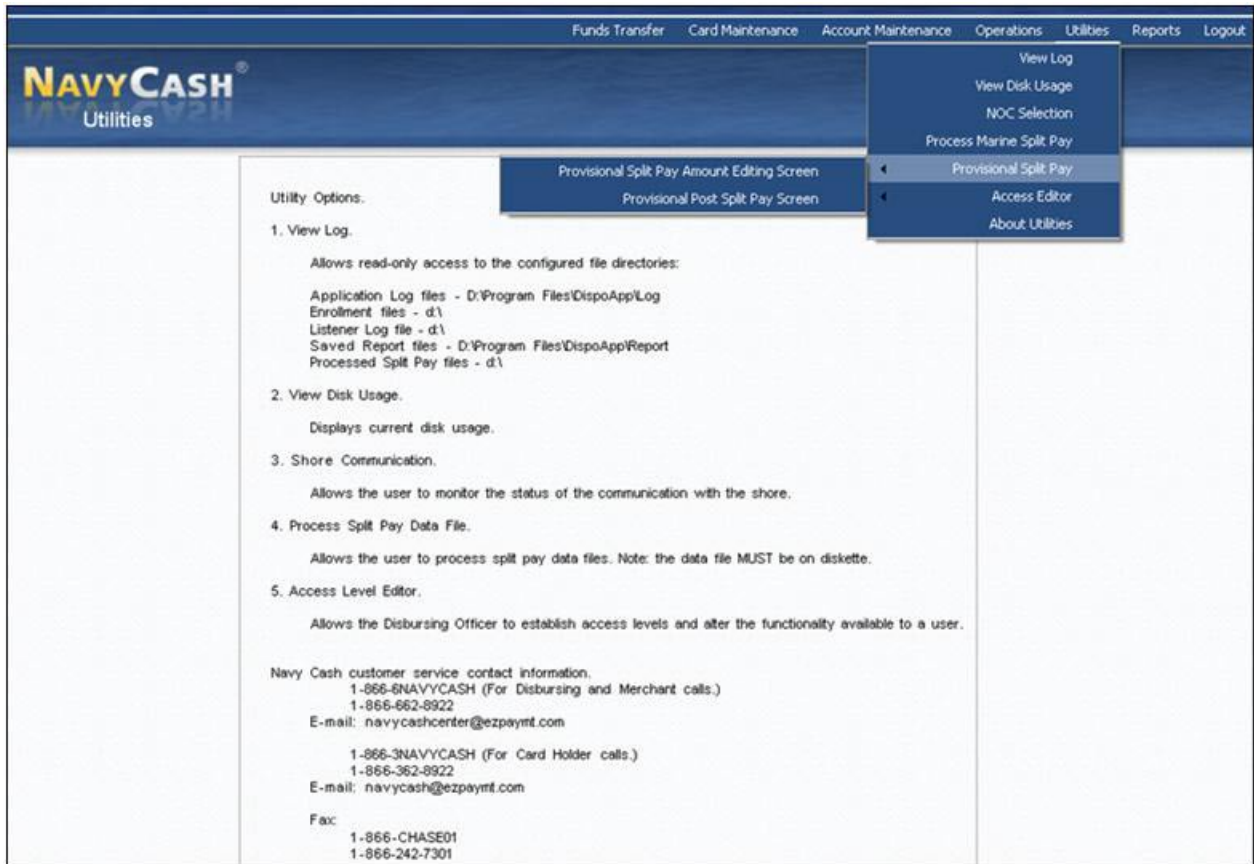 Funds Transfer Card Maintenance Account Maintenance Operations Utilities Reports Logout
NAVYCASH®
Utilities
View Log
View Disk Usage
NOC Selection
Process Marine Split Pay
Provisional Split Pay
Access Editor
About Utilities
Provisional Split Pay Amount Editing Screen
Provisional Post Split Pay Screen
Utility Options.
1. View Log.
Allows read-only access to the configured file directories:
Application Log files - D:\Program Files\DispoApp\Log
Enrollment files - d:\
Listener Log file - d:\
Saved Report files - D:\Program Files\DispoApp\Report
Processed Split Pay files - d:\
2. View Disk Usage.
Displays current disk usage.
3. Shore Communication.
Allows the user to monitor the status of the communication with the shore.
4. Process Split Pay Data File.
Allows the user to process split pay data files. Note: the data file MUST be on diskette.
5. Access Level Editor.
Allows the Disbursing Officer to establish access levels and alter the functionality available to a user.
Navy Cash customer service contact information.
1-866-6NAVYCASH (For Disbursing and Merchant calls.)
1-866-662-8922
E-mail: navycashcenter@ezpaymt.com
1-866-3NAVYCASH (For Card Holder calls.)
1-866-362-8922
E-mail: navycash@ezpaymt.com
Fax:
1-866-CHASE01
1-866-242-7301